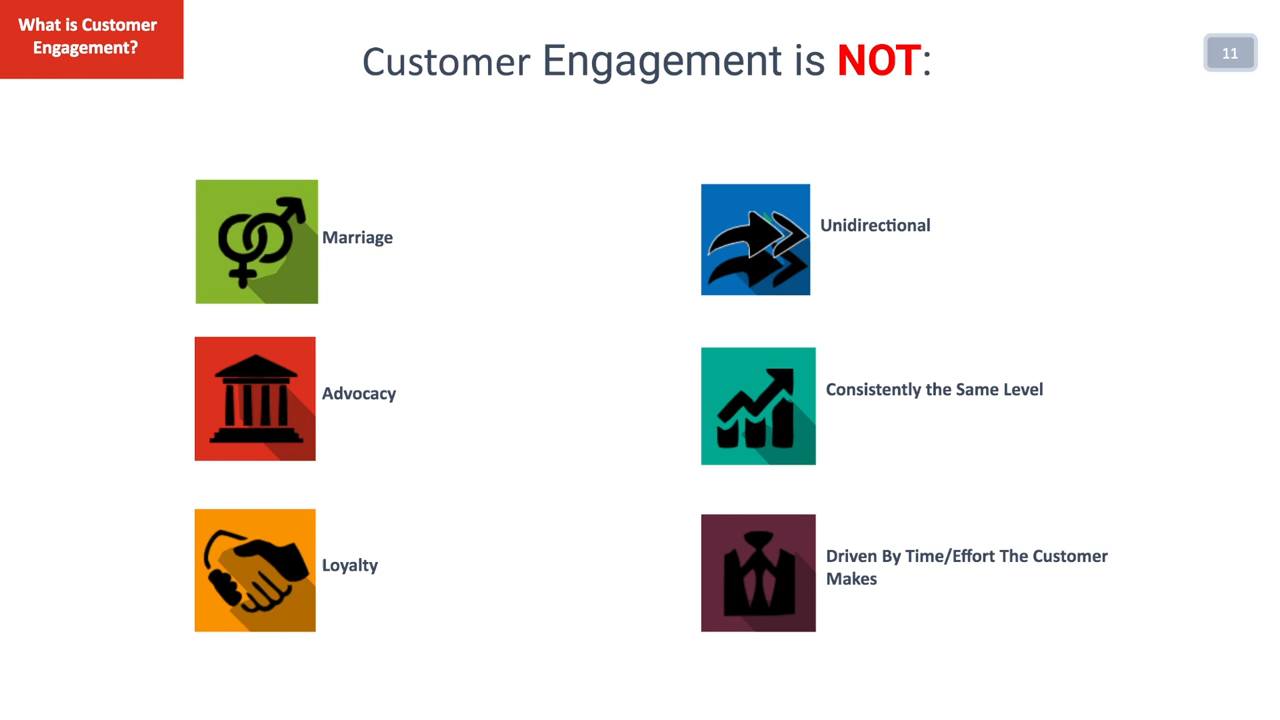 What is Customer
Engagement?
Customer Engagement is NOT:
11
Marriage
Advocacy
Loyalty
Unidirectional
Consistently the Same Level
Driven By Time/Effort The Customer
Makes